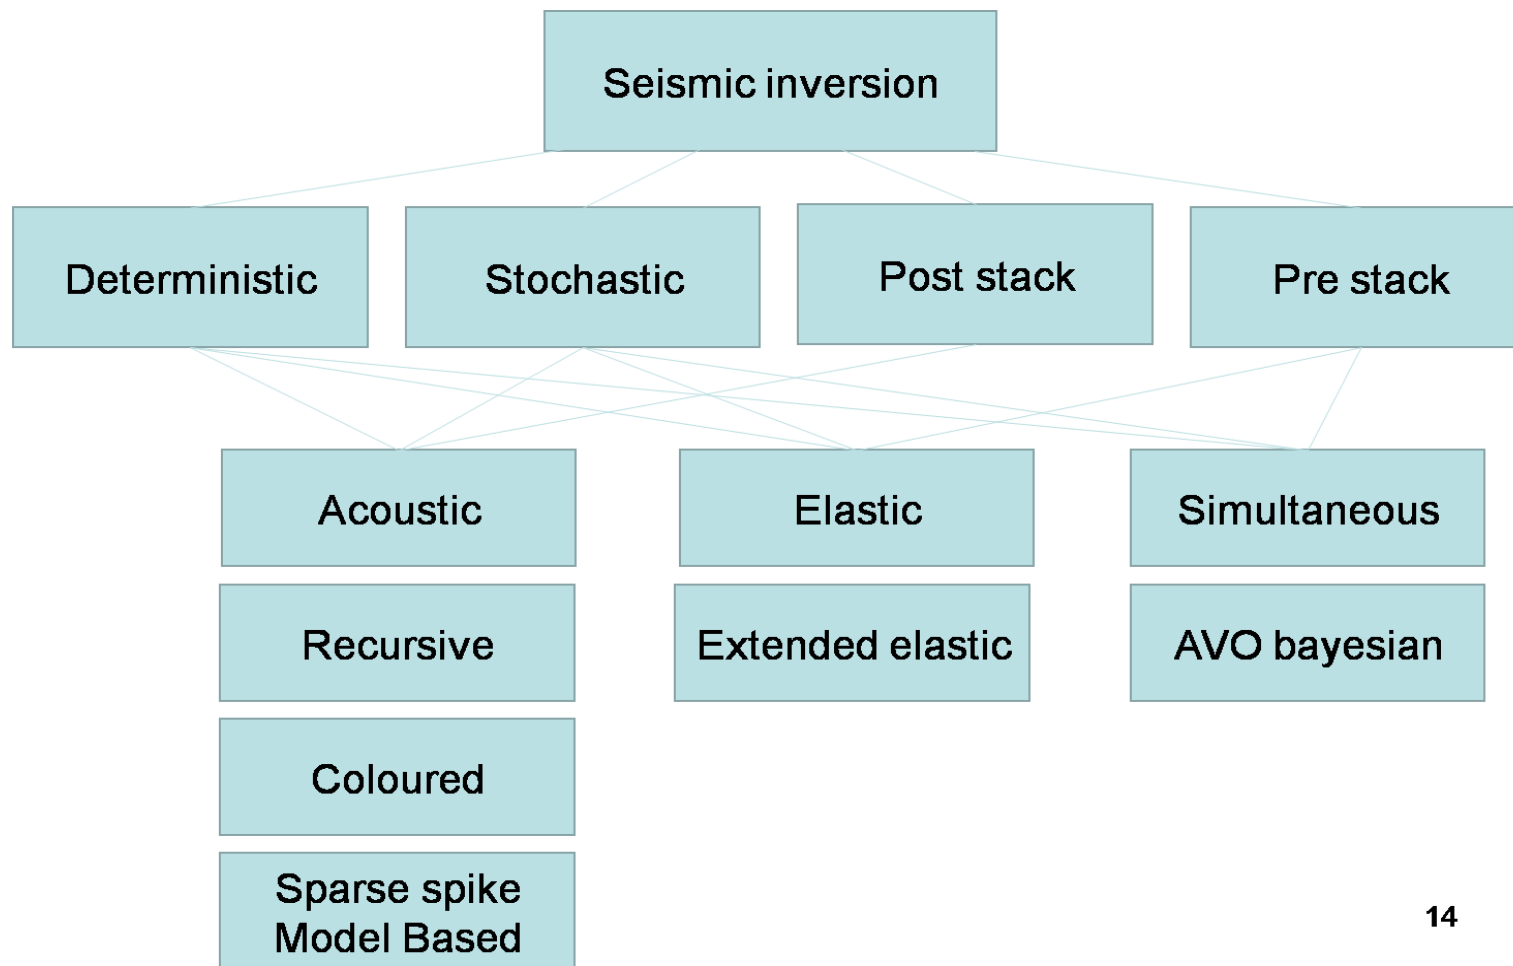 Seismic inversion
Deterministic
Stochastic
Post stack
Pre stack
Acoustic
Elastic
Simultaneous
Recursive
Extended elastic
AVO bayesian
Coloured
Sparse spike
Model Based
14